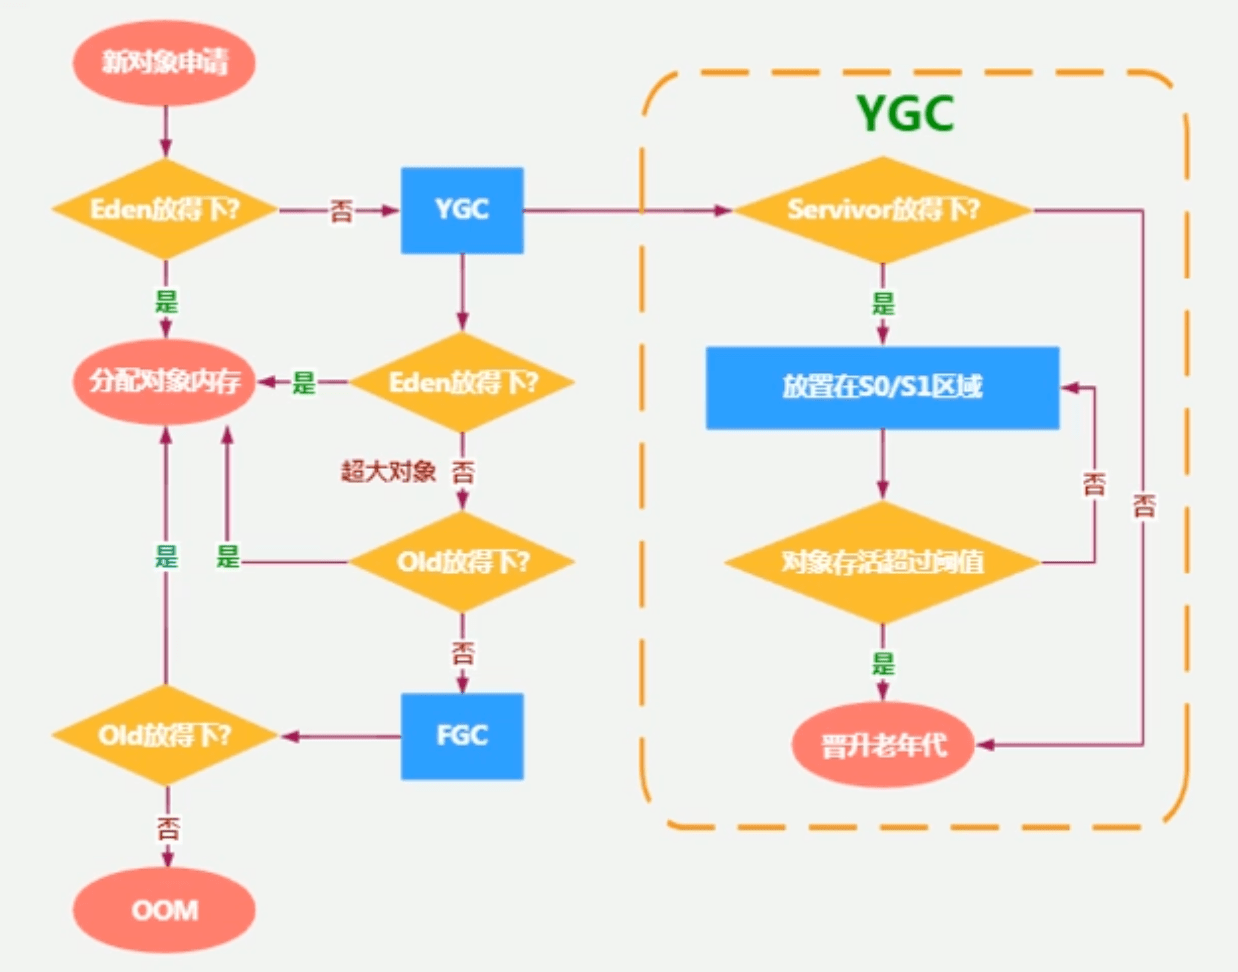 新对象申请
YGC
Eden放得下?
否
YGC
Servivor放得下?
是
是
分配对象内存
是
Eden放得下?
放置在S0/S1区域
超大对象
否
否
否
是
是
Old放得下?
对象存活超过阈值
否
是
Old放得下?
FGC
晋升老年代
否
OOM